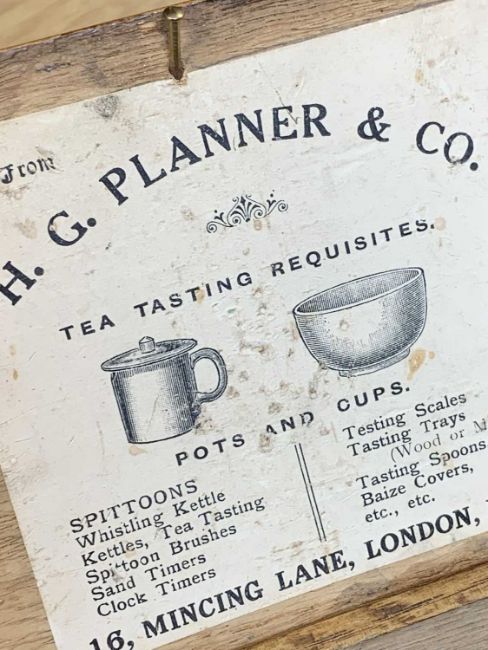 From
H. G. PLANNER & CO.
TEA TASTING REQUISITES.
POTS AND CUPS.
SPITTOONS
Whistling Kettle
Kettles, Tea Tasting
Spittoon Brushes
Sand Timers
Clock Timers
Testing Scales
Tasting Trays
(Wood or M
Tasting Spoons
Baize Covers,
etc., etc.
16, MINCING LANE, LONDON,